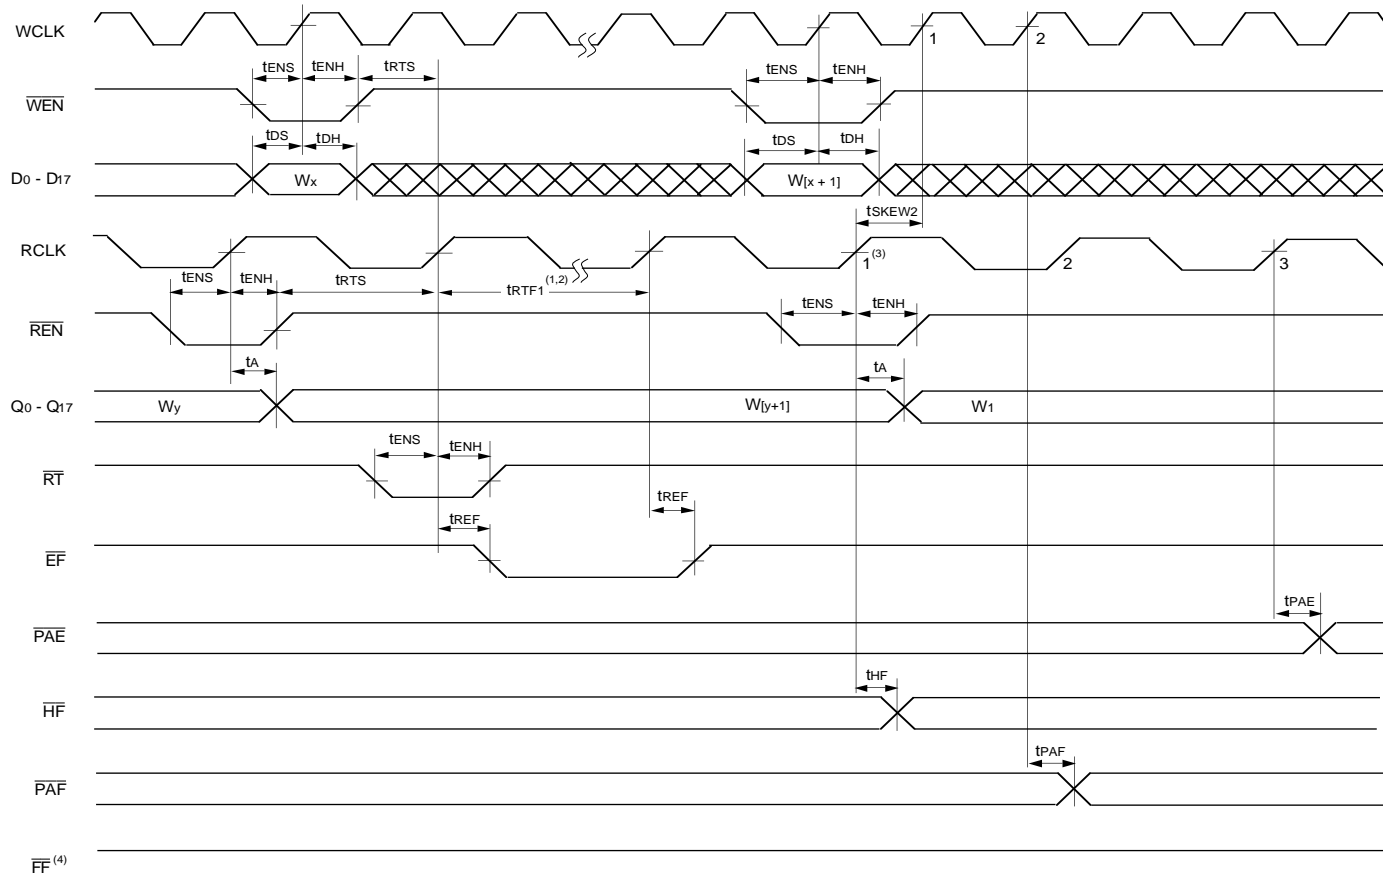 WCLK
1
2
tENS
tENH
tRTS
tENS
tENH
WEN
tDS
tDH
tDS
tDH
D0 - D17
Wx
W[x + 1]
tSKEW2
RCLK
1 (3)
2
3
tENS
tENH
tRTS
tRTF1 (1,2)
tENS
tENH
REN
tA
tA
Q0 - Q17
Wy
W[y+1]
W1
tENS
tENH
RT
tREF
tREF
EF
tPAE
PAE
tHF
HF
tPAF
PAF
FF (4)